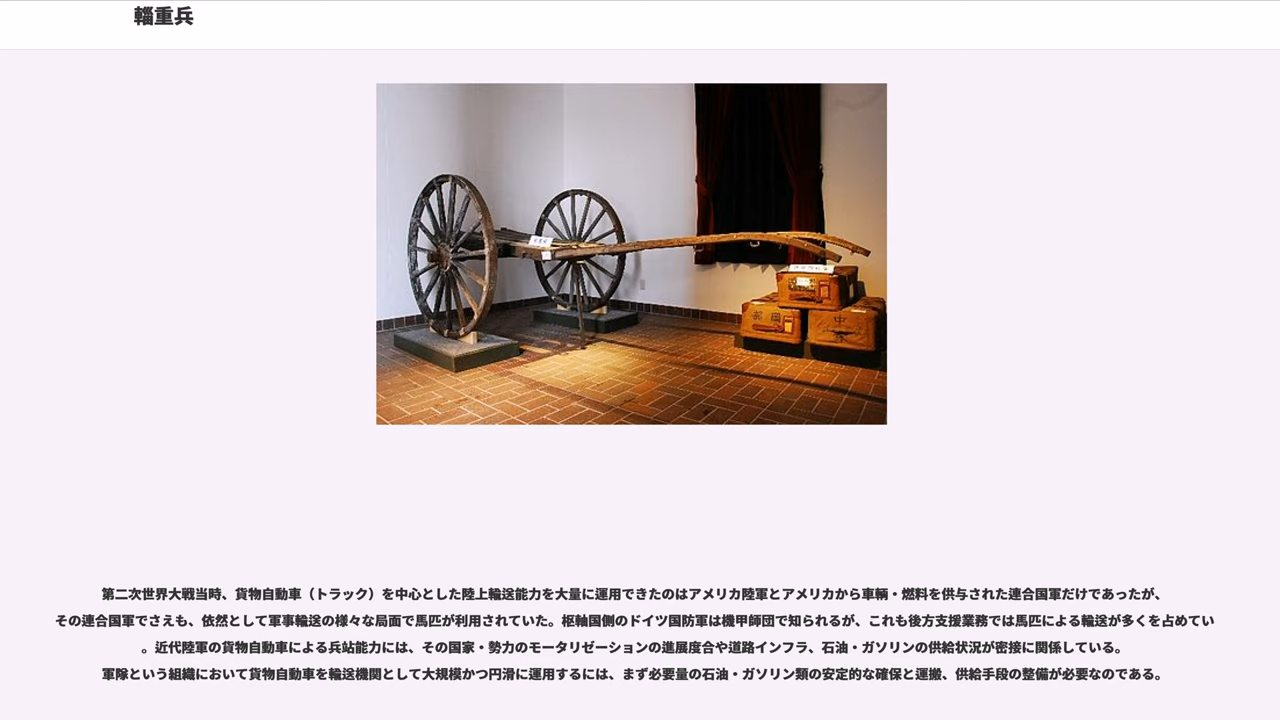 輜重兵
第二次世界大戦当時、貨物自動車（トラック）を中心とした陸上輸送能力を大量に運用できたのはアメリカ陸軍とアメリカから車輌・燃料を供与された連合国軍だけであったが、
その連合国軍でさえも、依然として軍事輸送の様々な局面で馬匹が利用されていた。枢軸国側のドイツ国防軍は機甲師団で知られるが、これも後方支援業務では馬匹による輸送が多くを占めてい
。近代陸軍の貨物自動車による兵站能力には、その国家・勢力のモータリゼーションの進展度合や道路インフラ、石油・ガソリンの供給状況が密接に関係している。
軍隊という組織において貨物自動車を輸送機関として大規模かつ円滑に運用するには、まず必要量の石油・ガソリン類の安定的な確保と運搬、供給手段の整備が必要なのである。